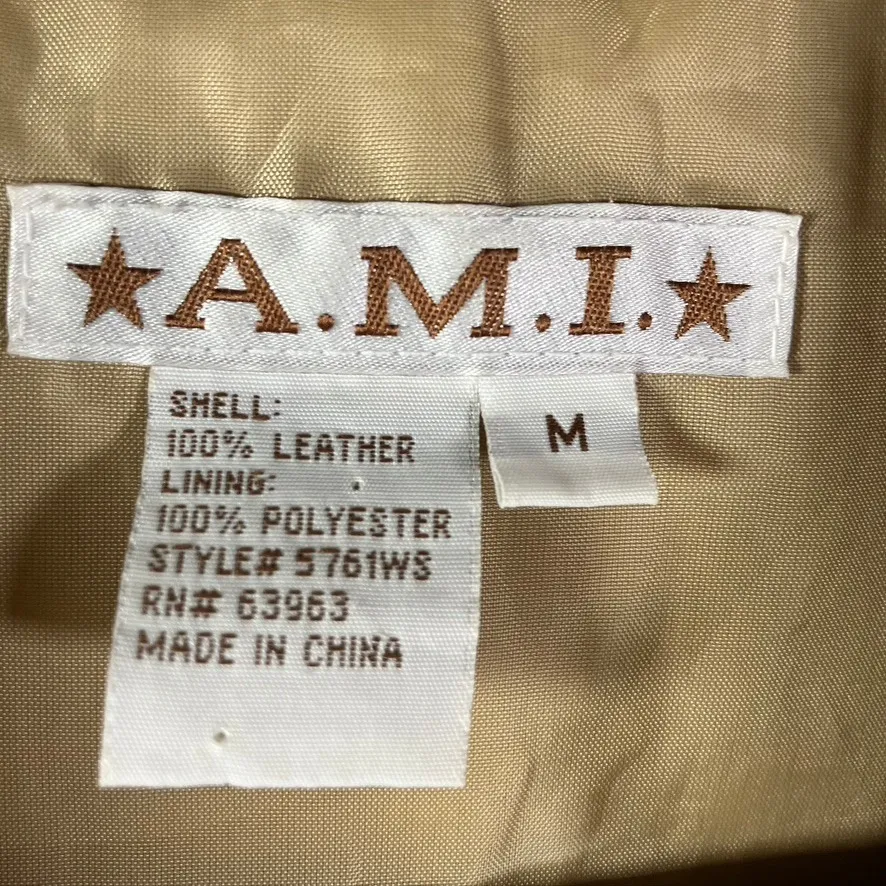 ★A.M.I.★
M
SHELL:
100% LEATHER
LINING:
100% POLYESTER
STYLE# 5761WS
RN# 63963
MADE IN CHINA